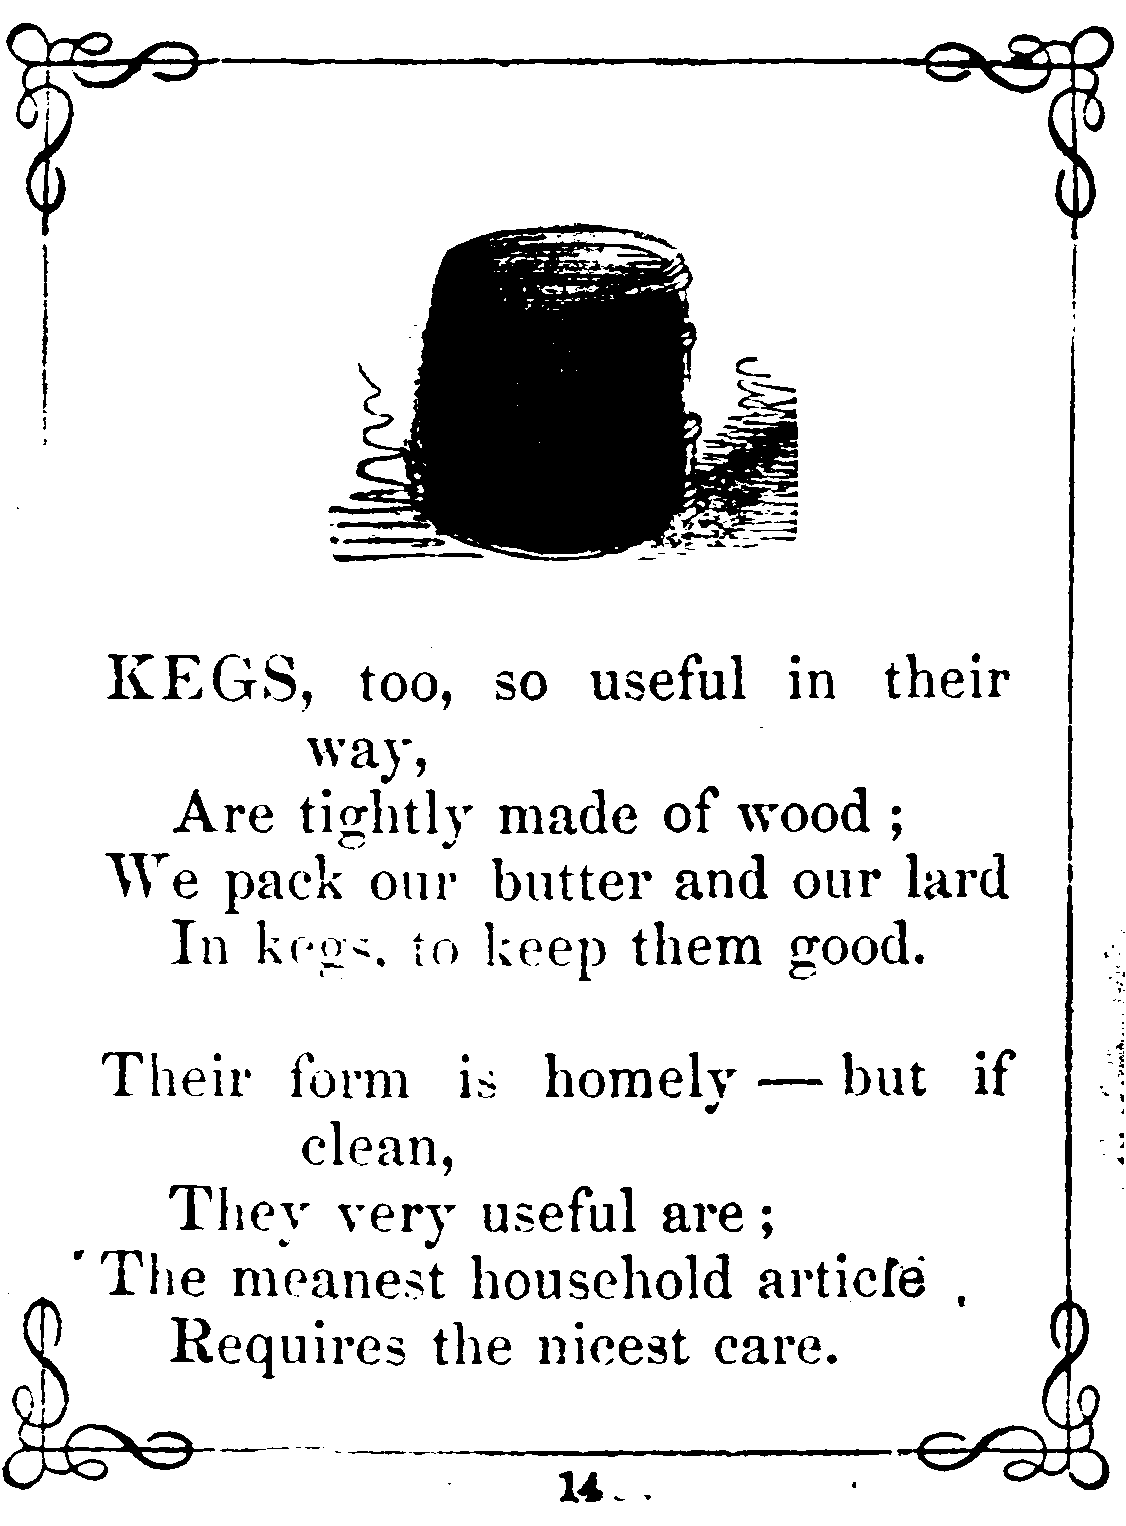 KEGS, too, so useful in their
way,
Are tightly made of wood ;
We pack our butter and our lard
In kegs, to keep them good.
Their form is homely — but if
clean,
They very useful are ;
The meanest household article
Requires the nicest care.
14